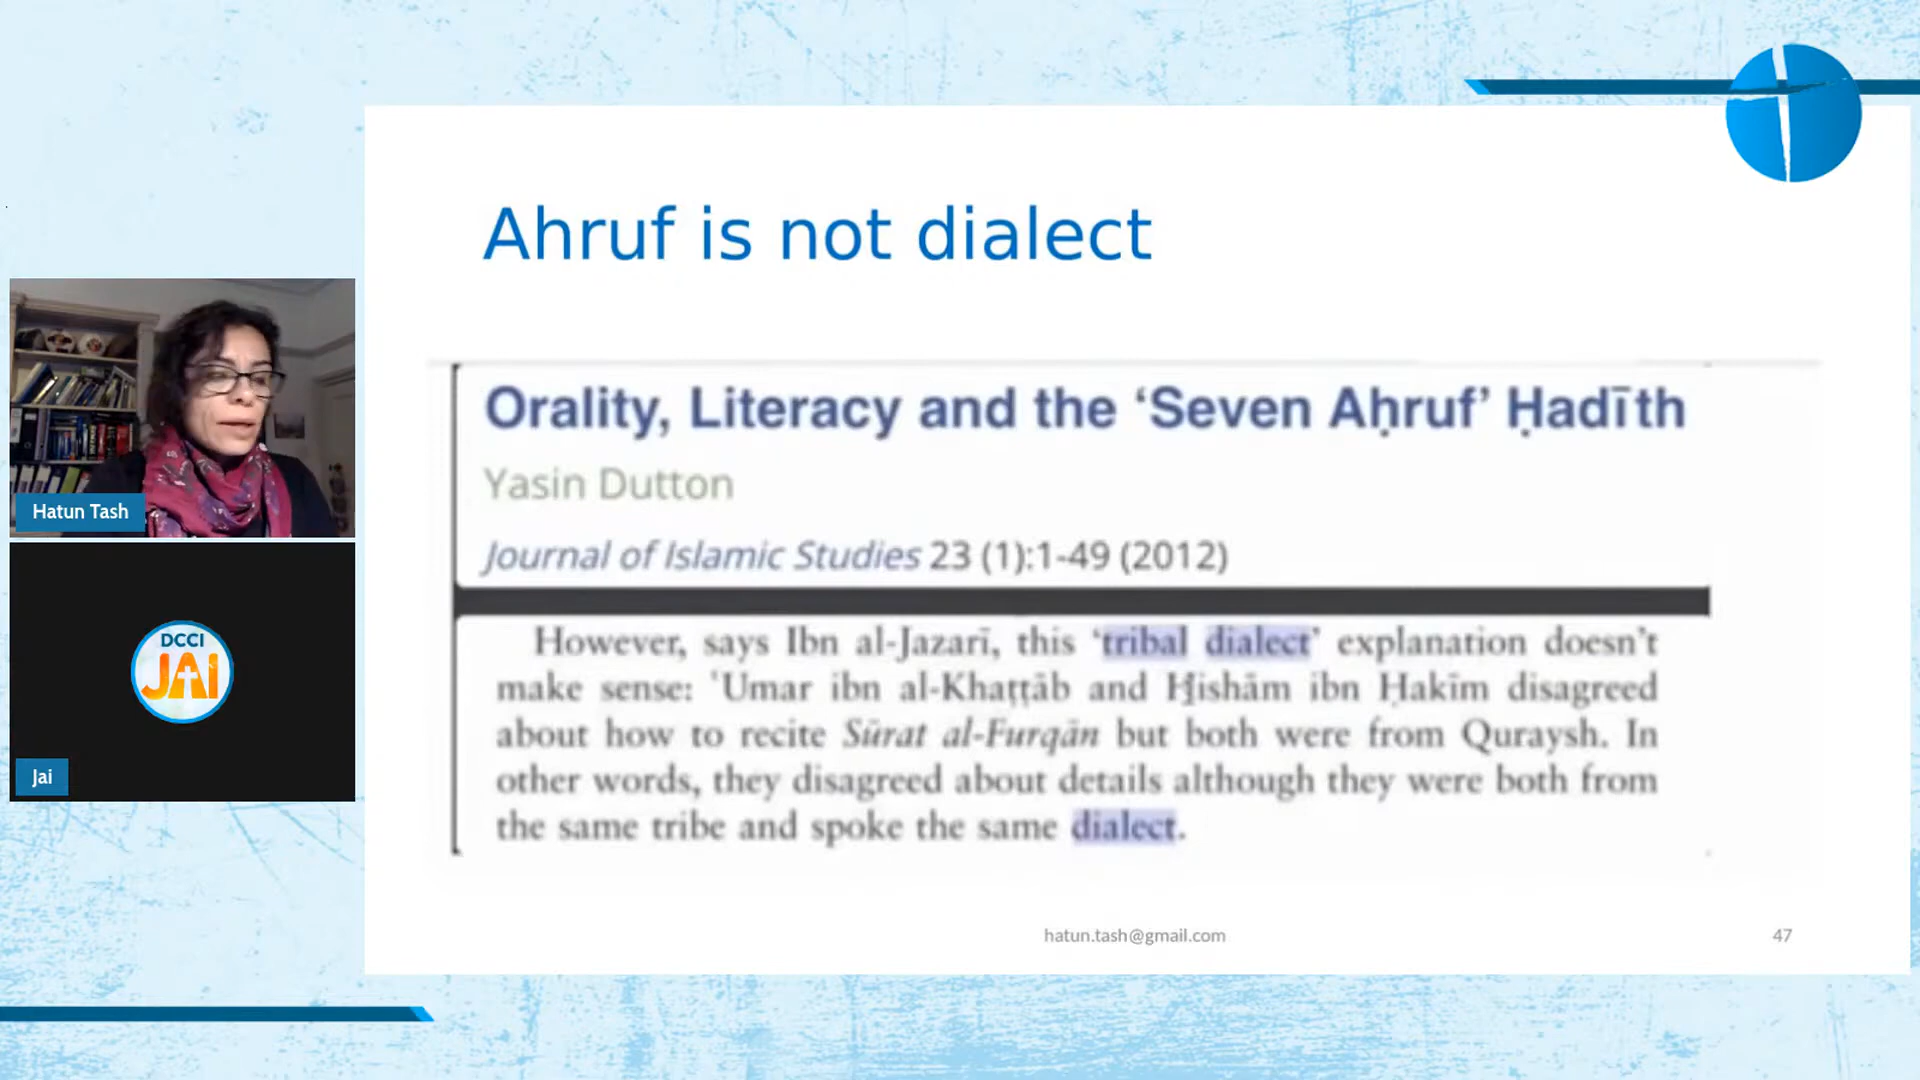 Ahruf is not dialect
Orality, Literacy and the ‘Seven Aḥruf’ Ḥadīth
Yasin Dutton
Journal of Islamic Studies 23 (1):1-49 (2012)
However, says Ibn al-Jazarī, this ‘tribal dialect’ explanation doesn’t
make sense: ʿUmar ibn al-Khaṭṭāb and Hishām ibn Ḥakīm disagreed
about how to recite Sūrat al-Furqān but both were from Quraysh. In
other words, they disagreed about details although they were both from
the same tribe and spoke the same dialect.
hatun.tash@gmail.com
47
Hatun Tash
DCCI
JAI
Jai